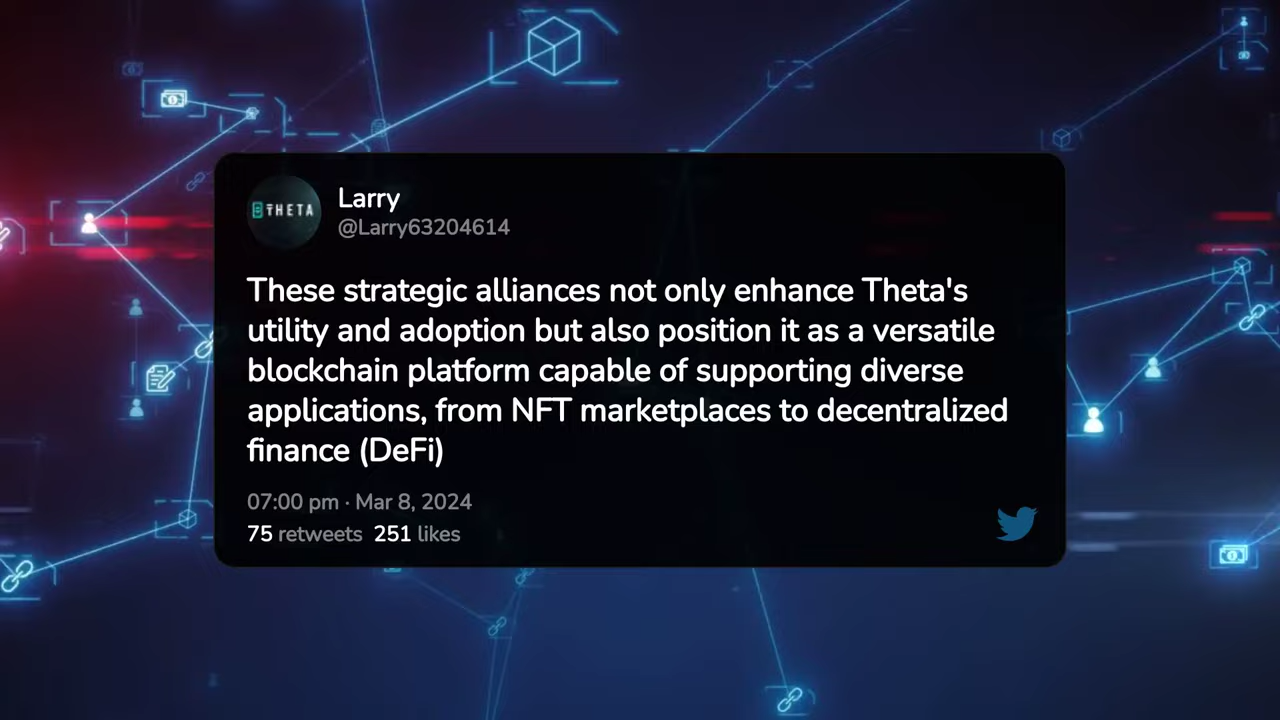 THETA
Larry
@Larry63204614
These strategic alliances not only enhance Theta's
utility and adoption but also position it as a versatile
blockchain platform capable of supporting diverse
applications, from NFT marketplaces to decentralized
finance (DeFi)
07:00 pm · Mar 8, 2024
75 retweets 251 likes